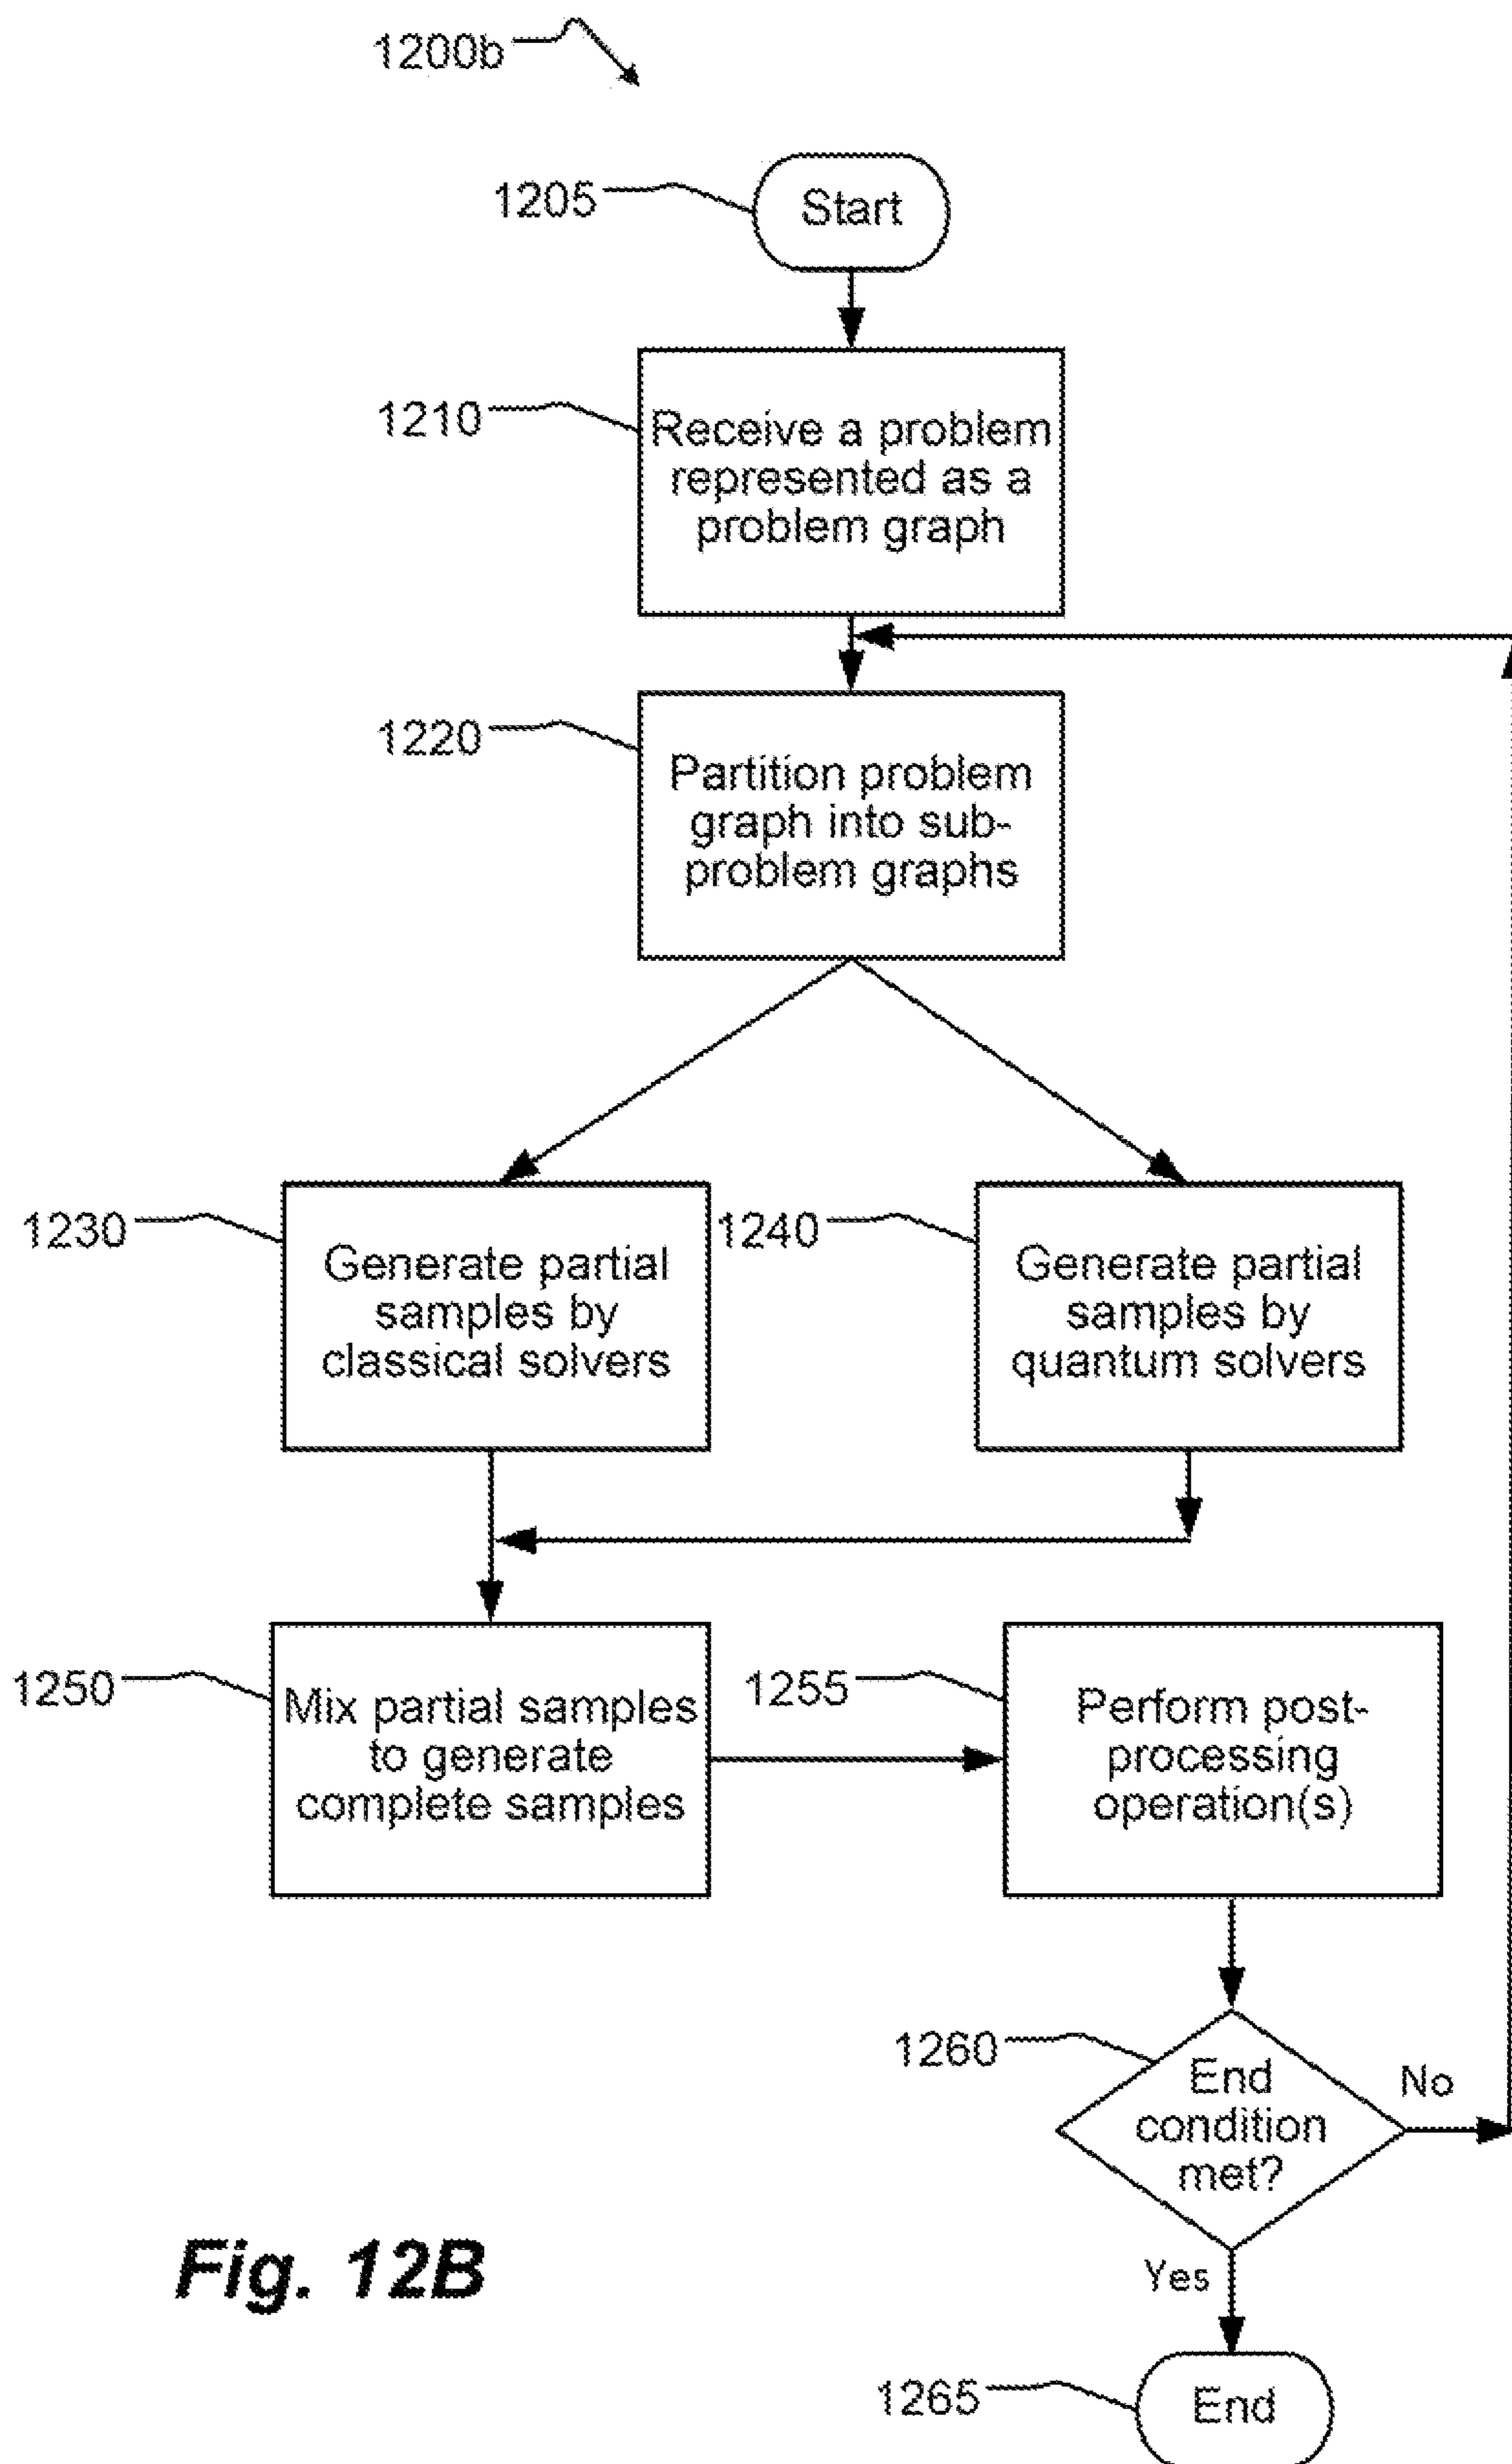 1200b
1205
Start
1210
Receive a problem
represented as a
problem graph
1220
Partition problem
graph into sub-
problem graphs
1230
Generate partial
samples by
classical solvers
1240
Generate partial
samples by
quantum solvers
1250
Mix partial samples
to generate
complete samples
1255
Perform post-
processing
operation(s)
1260
End
condition
met?
No
Yes
Fig. 12B
1265
End